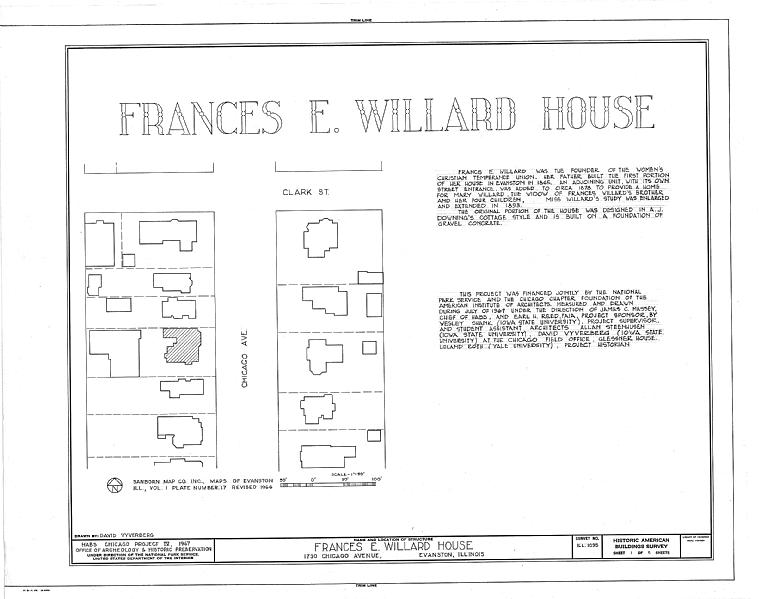 TRIM LINE
FRANCES E. WILLARD HOUSE
CLARK ST.
CHICAGO AVE.
FRANCES E. WILLARD WAS THE FOUNDER OF THE WOMEN'S
CHRISTIAN TEMPERANCE UNION. HER FATHER BUILT THE FIRST PORTION
OF HER HOUSE IN EVANSTON IN 1865. AN ADJOINING UNIT, WITH ITS OWN
STREET ENTRANCE, WAS ADDED TO CIRCA 1878 TO PROVIDE A HOME
FOR MARY WILLARD, THE WIDOW OF FRANCES WILLARD'S BROTHER
AND HER FOUR CHILDREN. MISS WILLARD'S STUDY WAS ENLARGED
AND EXTENDED IN 1893.
THE ORIGINAL PORTION OF THE HOUSE WAS DESIGNED IN A.J.
DOWNING'S COTTAGE STYLE AND IS BUILT ON A FOUNDATION OF
GRAVEL CONCRETE.
THIS PROJECT WAS FINANCED JOINTLY BY THE NATIONAL
PARK SERVICE AND THE CHICAGO CHAPTER FOUNDATION OF THE
AMERICAN INSTITUTE OF ARCHITECTS. MEASURED AND DRAWN
DURING JULY OF 1967 UNDER THE DIRECTION OF JAMES C. MASSEY,
CHIEF OF HABS, AND EARL H. REED, FAIA, PROJECT SPONSOR, BY
WESLEY SHANK (IOWA STATE UNIVERSITY), PROJECT SUPERVISOR,
AND STUDENT ASSISTANT ARCHITECTS ALLAN STEENHUSEN
(IOWA STATE UNIVERSITY), DAVID VYVERBERG (IOWA STATE
UNIVERSITY) AT THE CHICAGO FIELD OFFICE, GLESSNER HOUSE.
LELAND ROTH (YALE UNIVERSITY), PROJECT HISTORIAN
SANBORN MAP CO. INC., MAPS OF EVANSTON
ILL., VOL. 1 PLATE NUMBER 17 REVISED 1964
SCALE-1"=50'
50' 0' 50' 100'
N
DRAWN BY: DAVID VYVERBERG
HABS CHICAGO PROJECT IV, 1967
OFFICE OF ARCHEOLOGY & HISTORIC PRESERVATION
UNDER DIRECTION OF THE NATIONAL PARK SERVICE,
UNITED STATES DEPARTMENT OF THE INTERIOR
NAME AND LOCATION OF STRUCTURE
FRANCES E. WILLARD HOUSE
1730 CHICAGO AVENUE, EVANSTON, ILLINOIS
SURVEY NO.
ILL. 1095
HISTORIC AMERICAN
BUILDINGS SURVEY
SHEET 1 OF 5 SHEETS
TRIM LINE